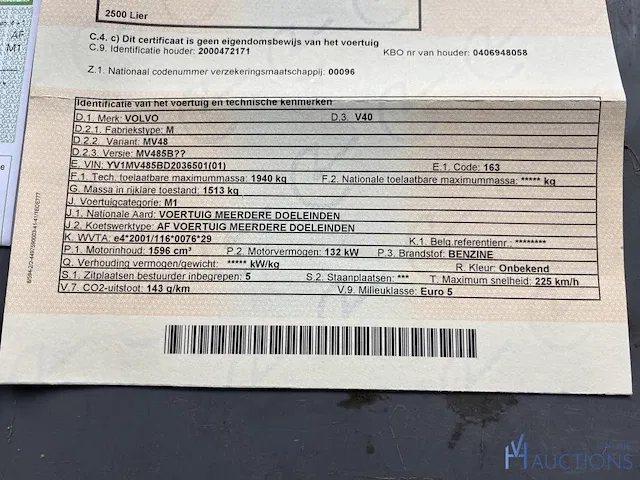 2500 Lier
C.4. c) Dit certificaat is geen eigendomsbewijs van het voertuig
C.9. Identificatie houder: 2000472171 KBO nr van houder: 0406948058
Z.1. Nationaal codenummer verzekeringsmaatschappij: 00096
AF
M1
Identificatie van het voertuig en technische kenmerken
D.1. Merk: VOLVO D.3. V40
D.2.1. Fabriekstype: M
D.2.2. Variant: MV48
D.2.3. Versie: MV485B??
E. VIN: YV1MV485BD2036501(01) E.1. Code: 163
F.1. Tech. toelaatbare maximummassa: 1940 kg F.2. Nationale toelaatbare maximummassa: ***** kg
G. Massa in rijklare toestand: 1513 kg
J. Voertuigcategorie: M1
J.1. Nationale Aard: VOERTUIG MEERDERE DOELEINDEN
J.2. Koetswerktype: AF VOERTUIG MEERDERE DOELEINDEN
K. WVTA: e4*2001/116*0076*29 K.1. Belg.referentienr.: ********
P.1. Motorinhoud: 1596 cm³ P.2. Motorvermogen: 132 kW P.3. Brandstof: BENZINE
Q. Verhouding vermogen/gewicht: ***** kW/kg R. Kleur: Onbekend
S.1. Zitplaatsen bestuurder inbegrepen: 5 S.2. Staanplaatsen: *** T. Maximum snelheid: 225 km/h
V.7. CO2-uitstoot: 143 g/km V.9. Milieuklasse: Euro 5
AUCTIONS